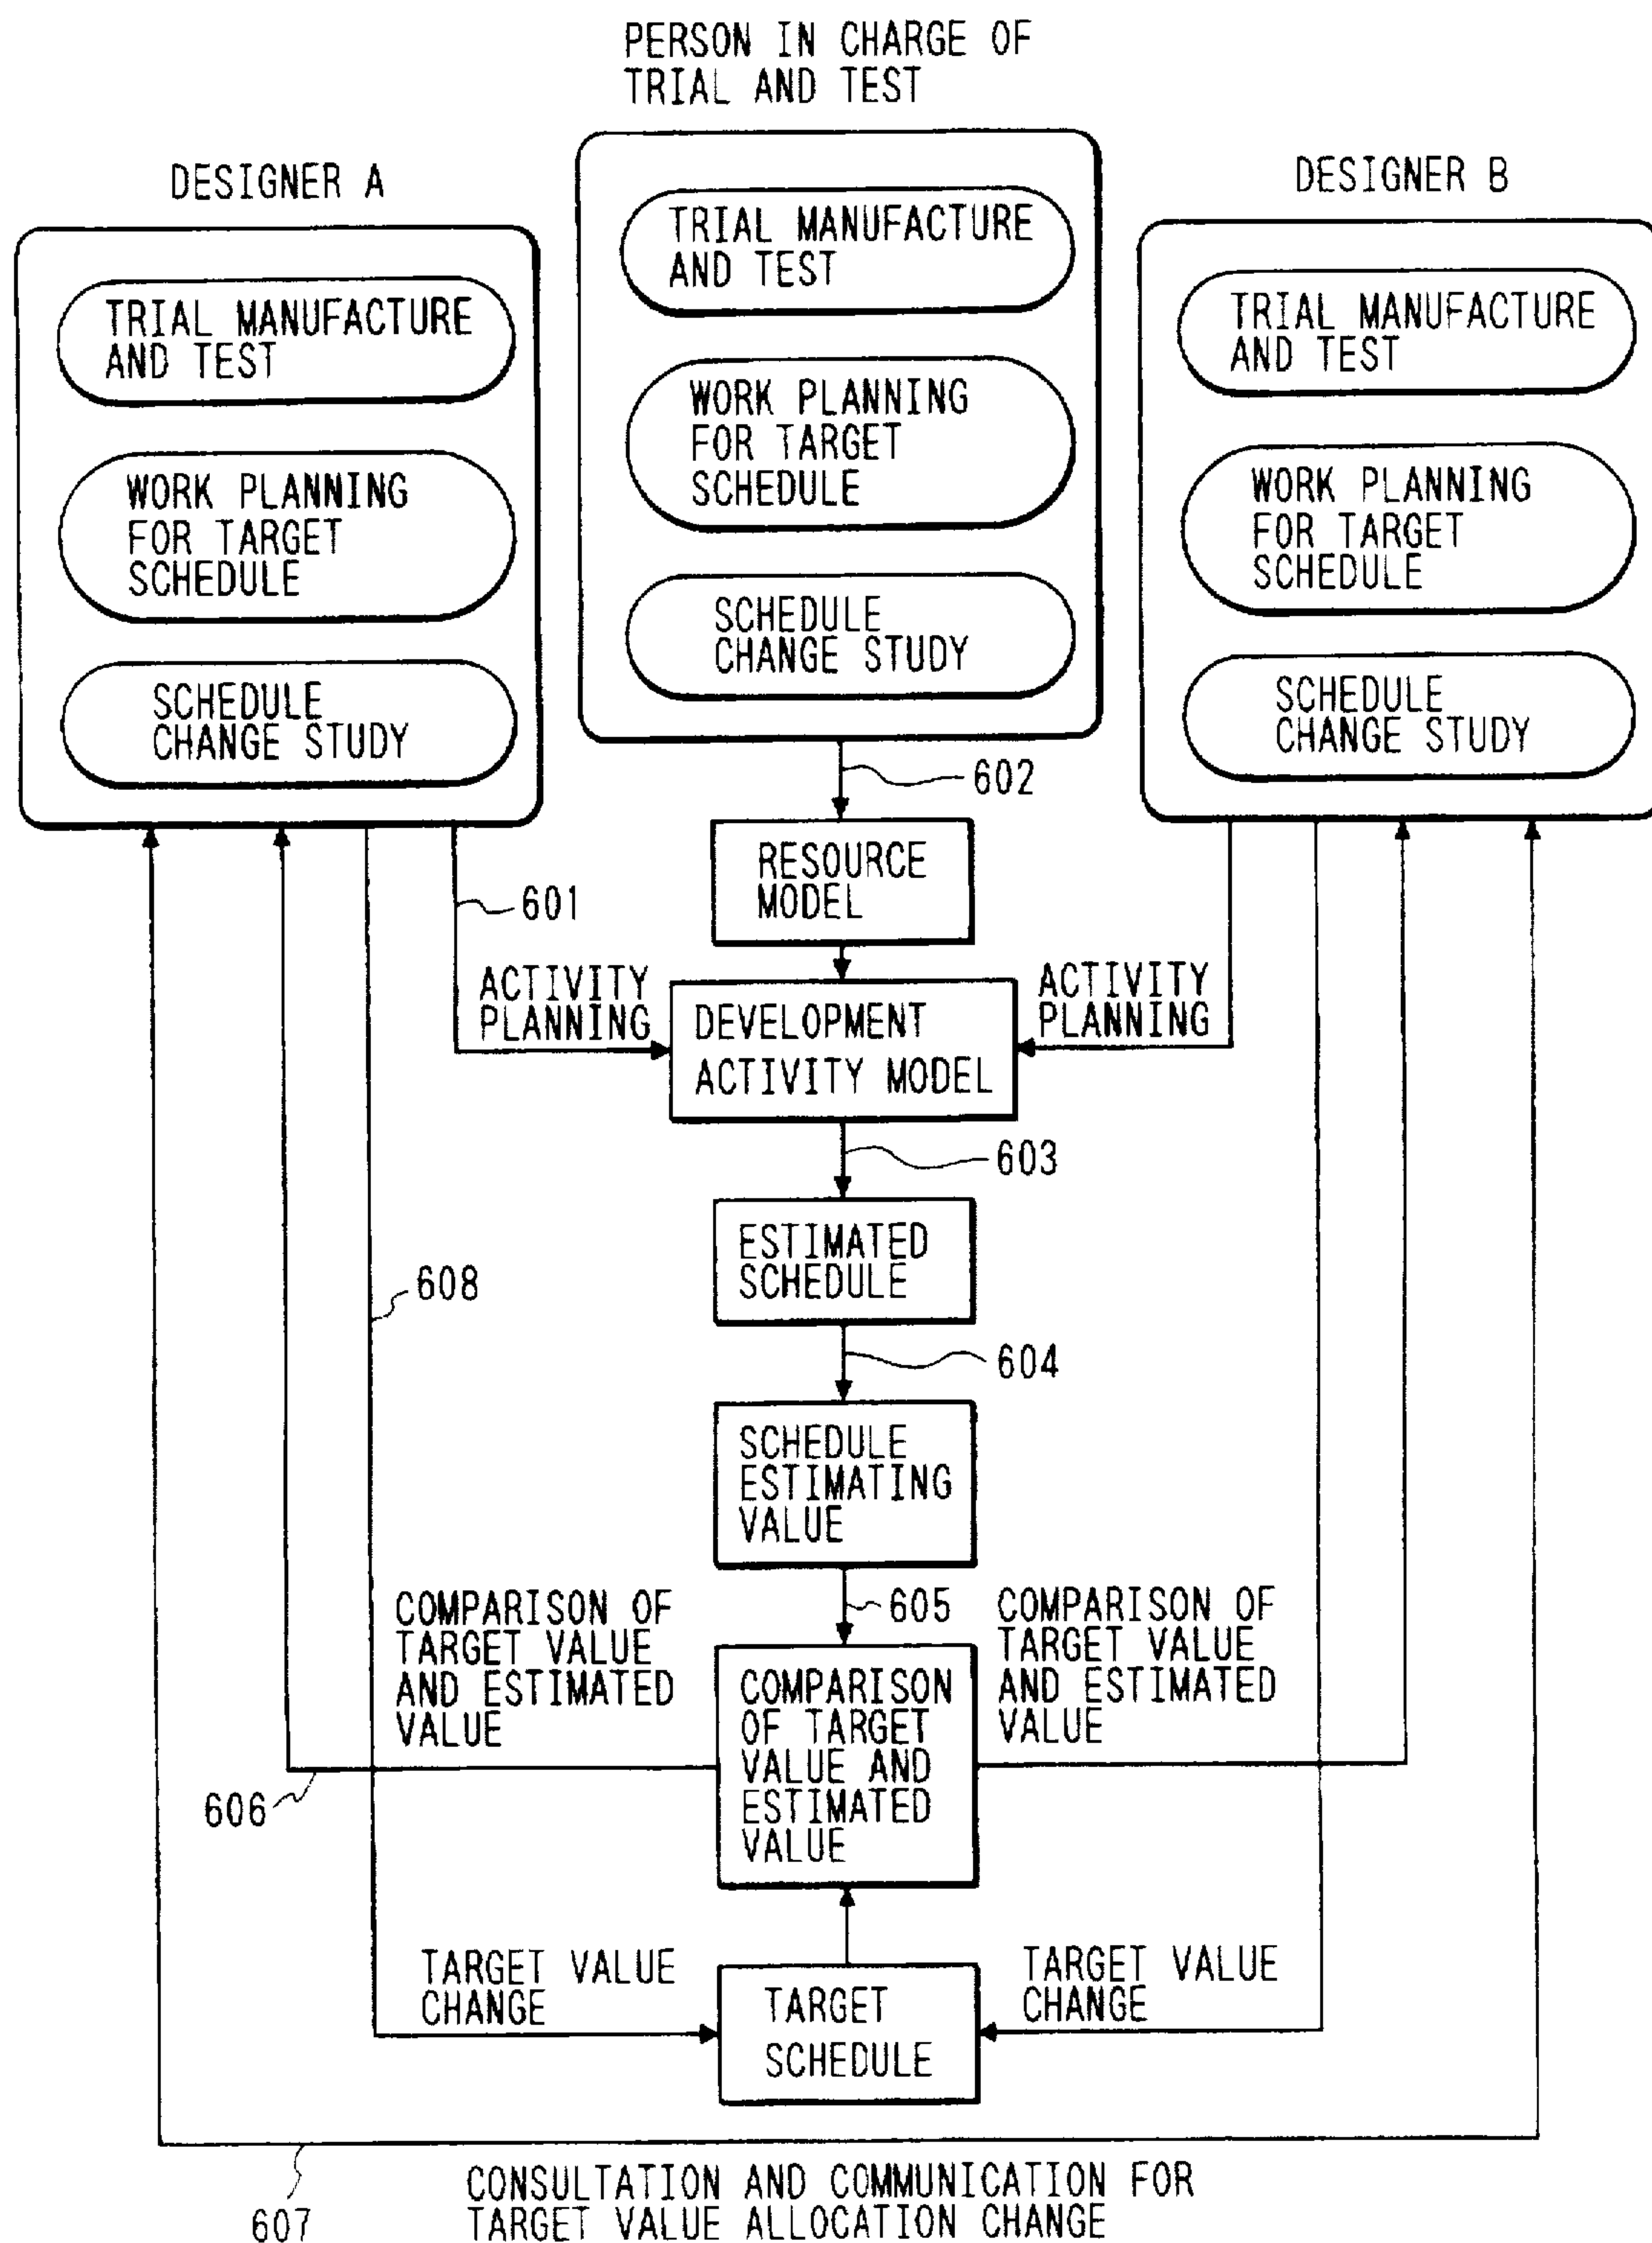 PERSON IN CHARGE OF
TRIAL AND TEST
DESIGNER A
DESIGNER B
TRIAL MANUFACTURE
AND TEST
WORK PLANNING
FOR TARGET
SCHEDULE
SCHEDULE
CHANGE STUDY
TRIAL MANUFACTURE
AND TEST
WORK PLANNING
FOR TARGET
SCHEDULE
SCHEDULE
CHANGE STUDY
TRIAL MANUFACTURE
AND TEST
WORK PLANNING
FOR TARGET
SCHEDULE
SCHEDULE
CHANGE STUDY
602
RESOURCE
MODEL
601
ACTIVITY
PLANNING
DEVELOPMENT
ACTIVITY MODEL
ACTIVITY
PLANNING
603
ESTIMATED
SCHEDULE
608
604
SCHEDULE
ESTIMATING
VALUE
605
COMPARISON OF
TARGET VALUE
AND ESTIMATED
VALUE
COMPARISON
OF TARGET
VALUE AND
ESTIMATED
VALUE
COMPARISON OF
TARGET VALUE
AND ESTIMATED
VALUE
606
TARGET VALUE
CHANGE
TARGET
SCHEDULE
TARGET VALUE
CHANGE
607
CONSULTATION AND COMMUNICATION FOR
TARGET VALUE ALLOCATION CHANGE